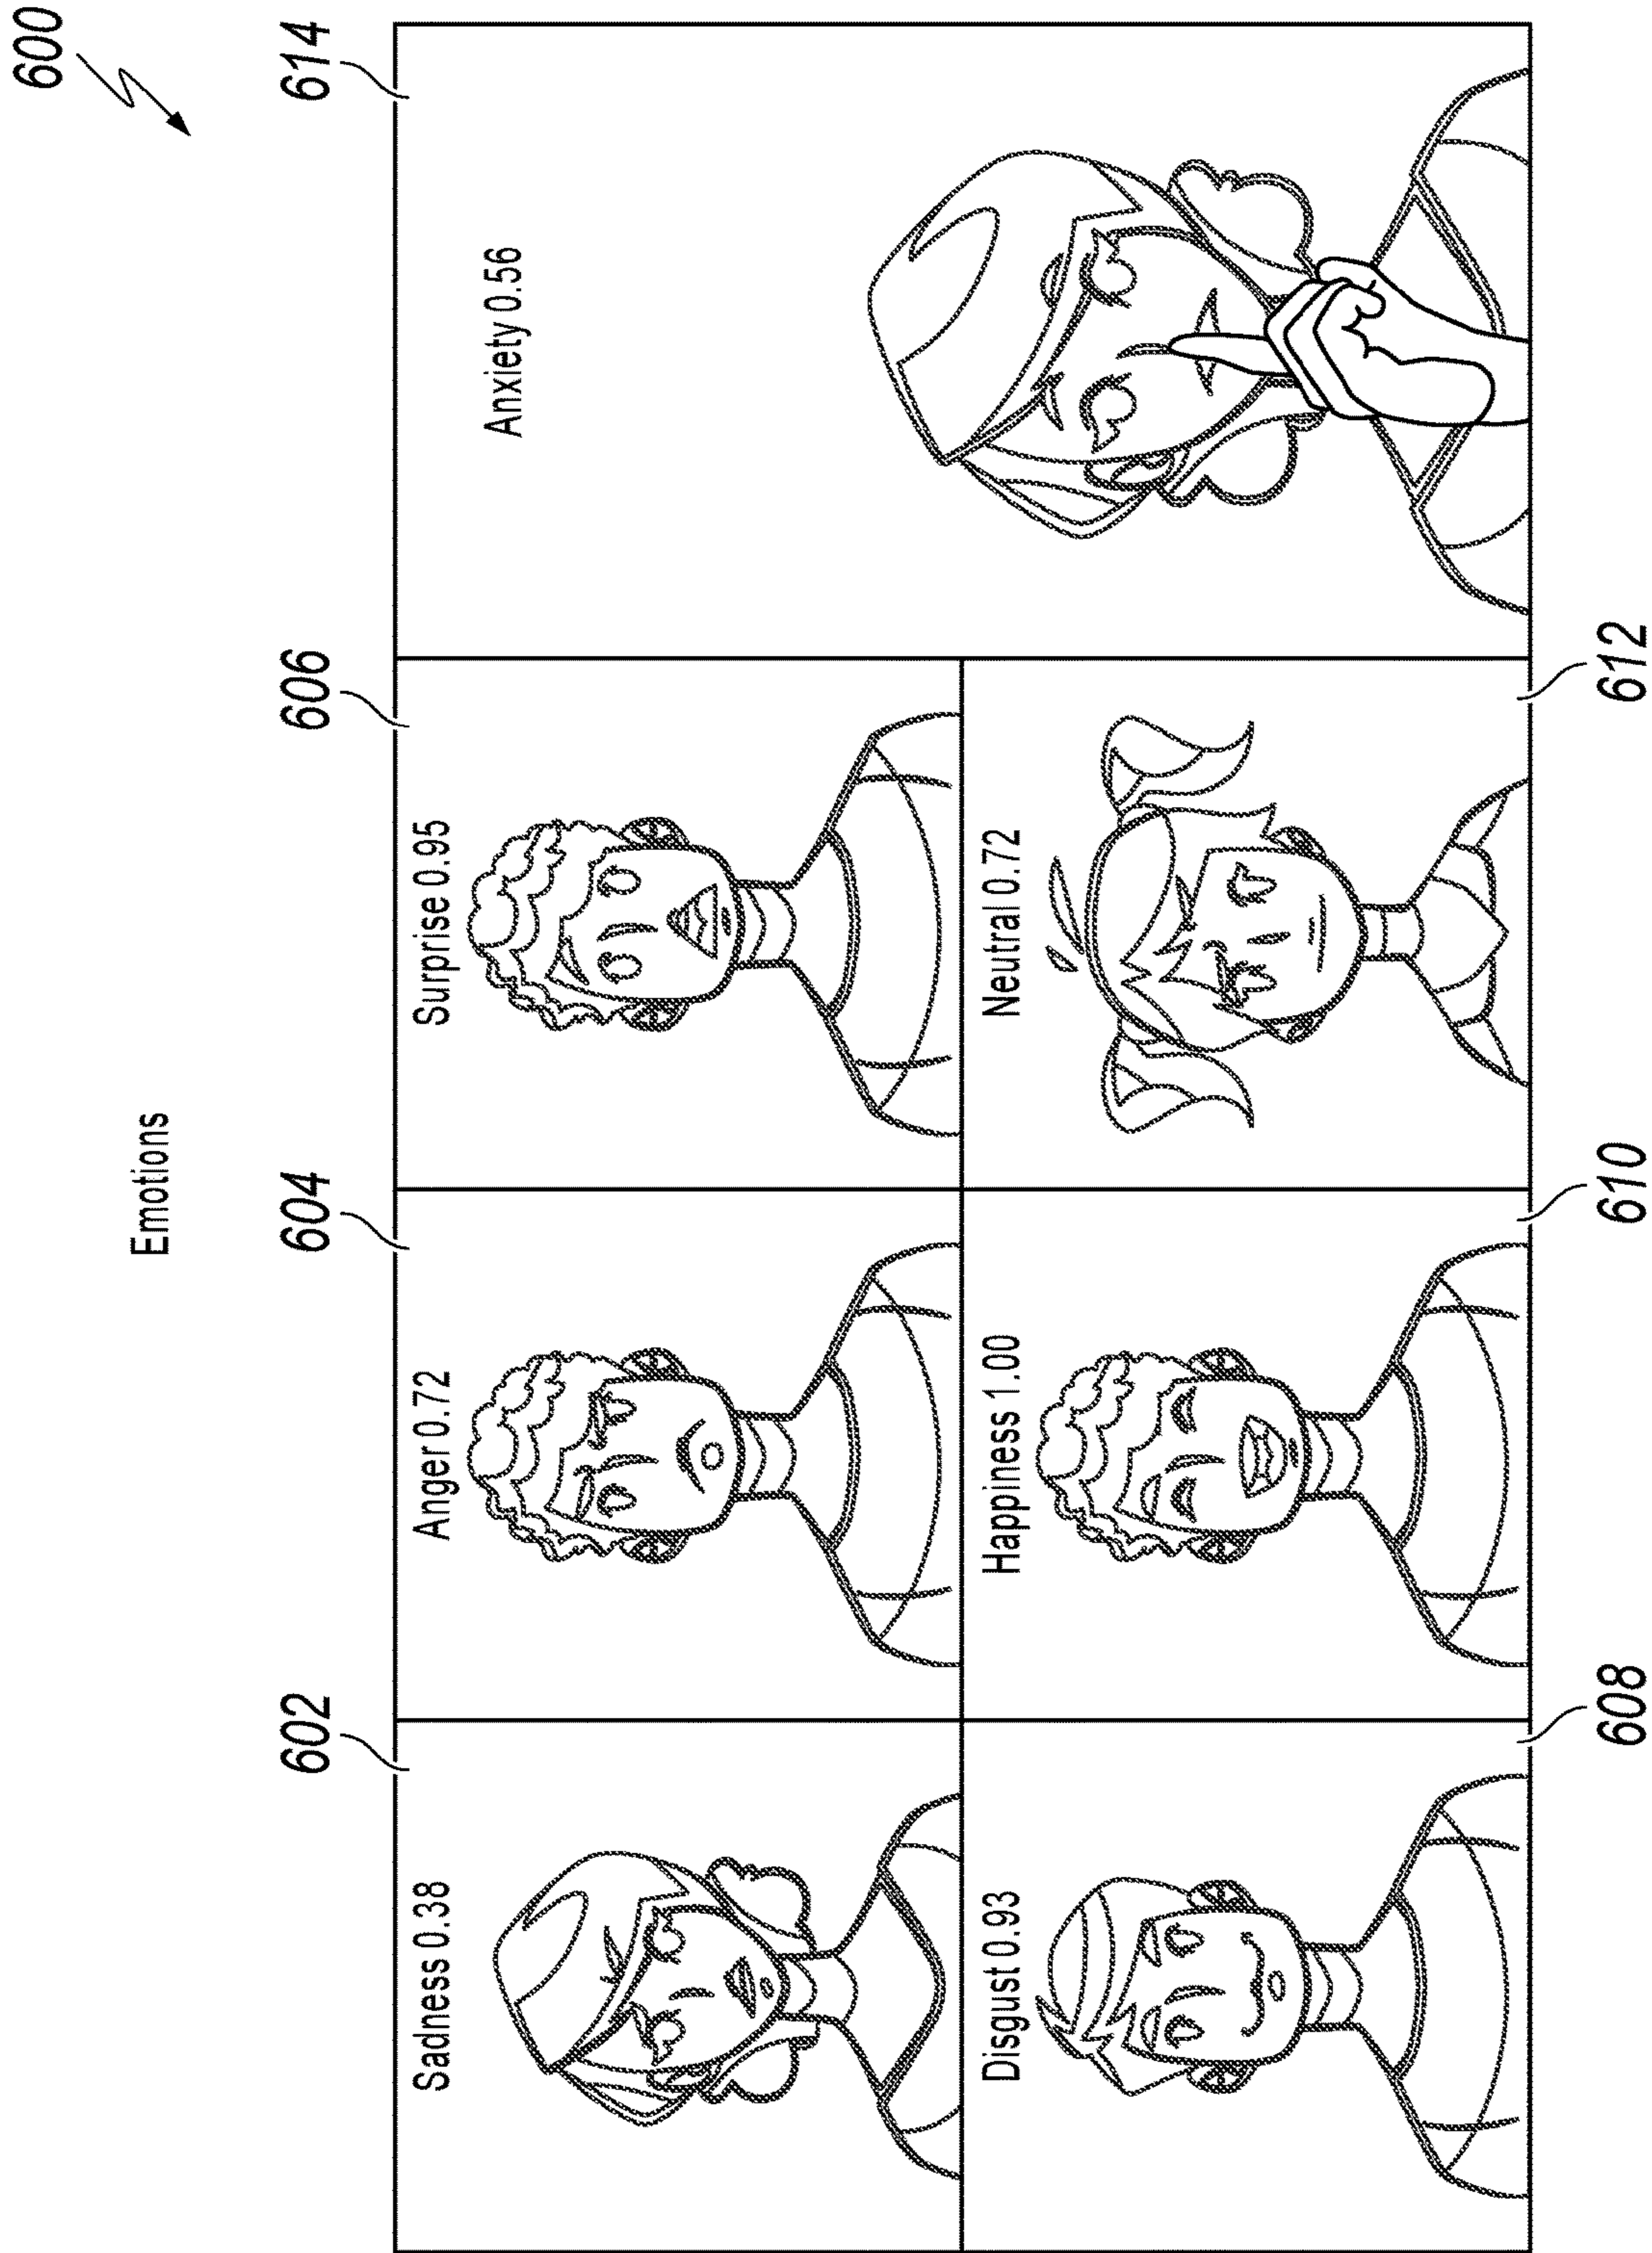 600
Emotions
602
604
606
614
Sadness 0.38
Anger 0.72
Surprise 0.95
Anxiety 0.56
Disgust 0.93
Happiness 1.00
Neutral 0.72
608
610
612